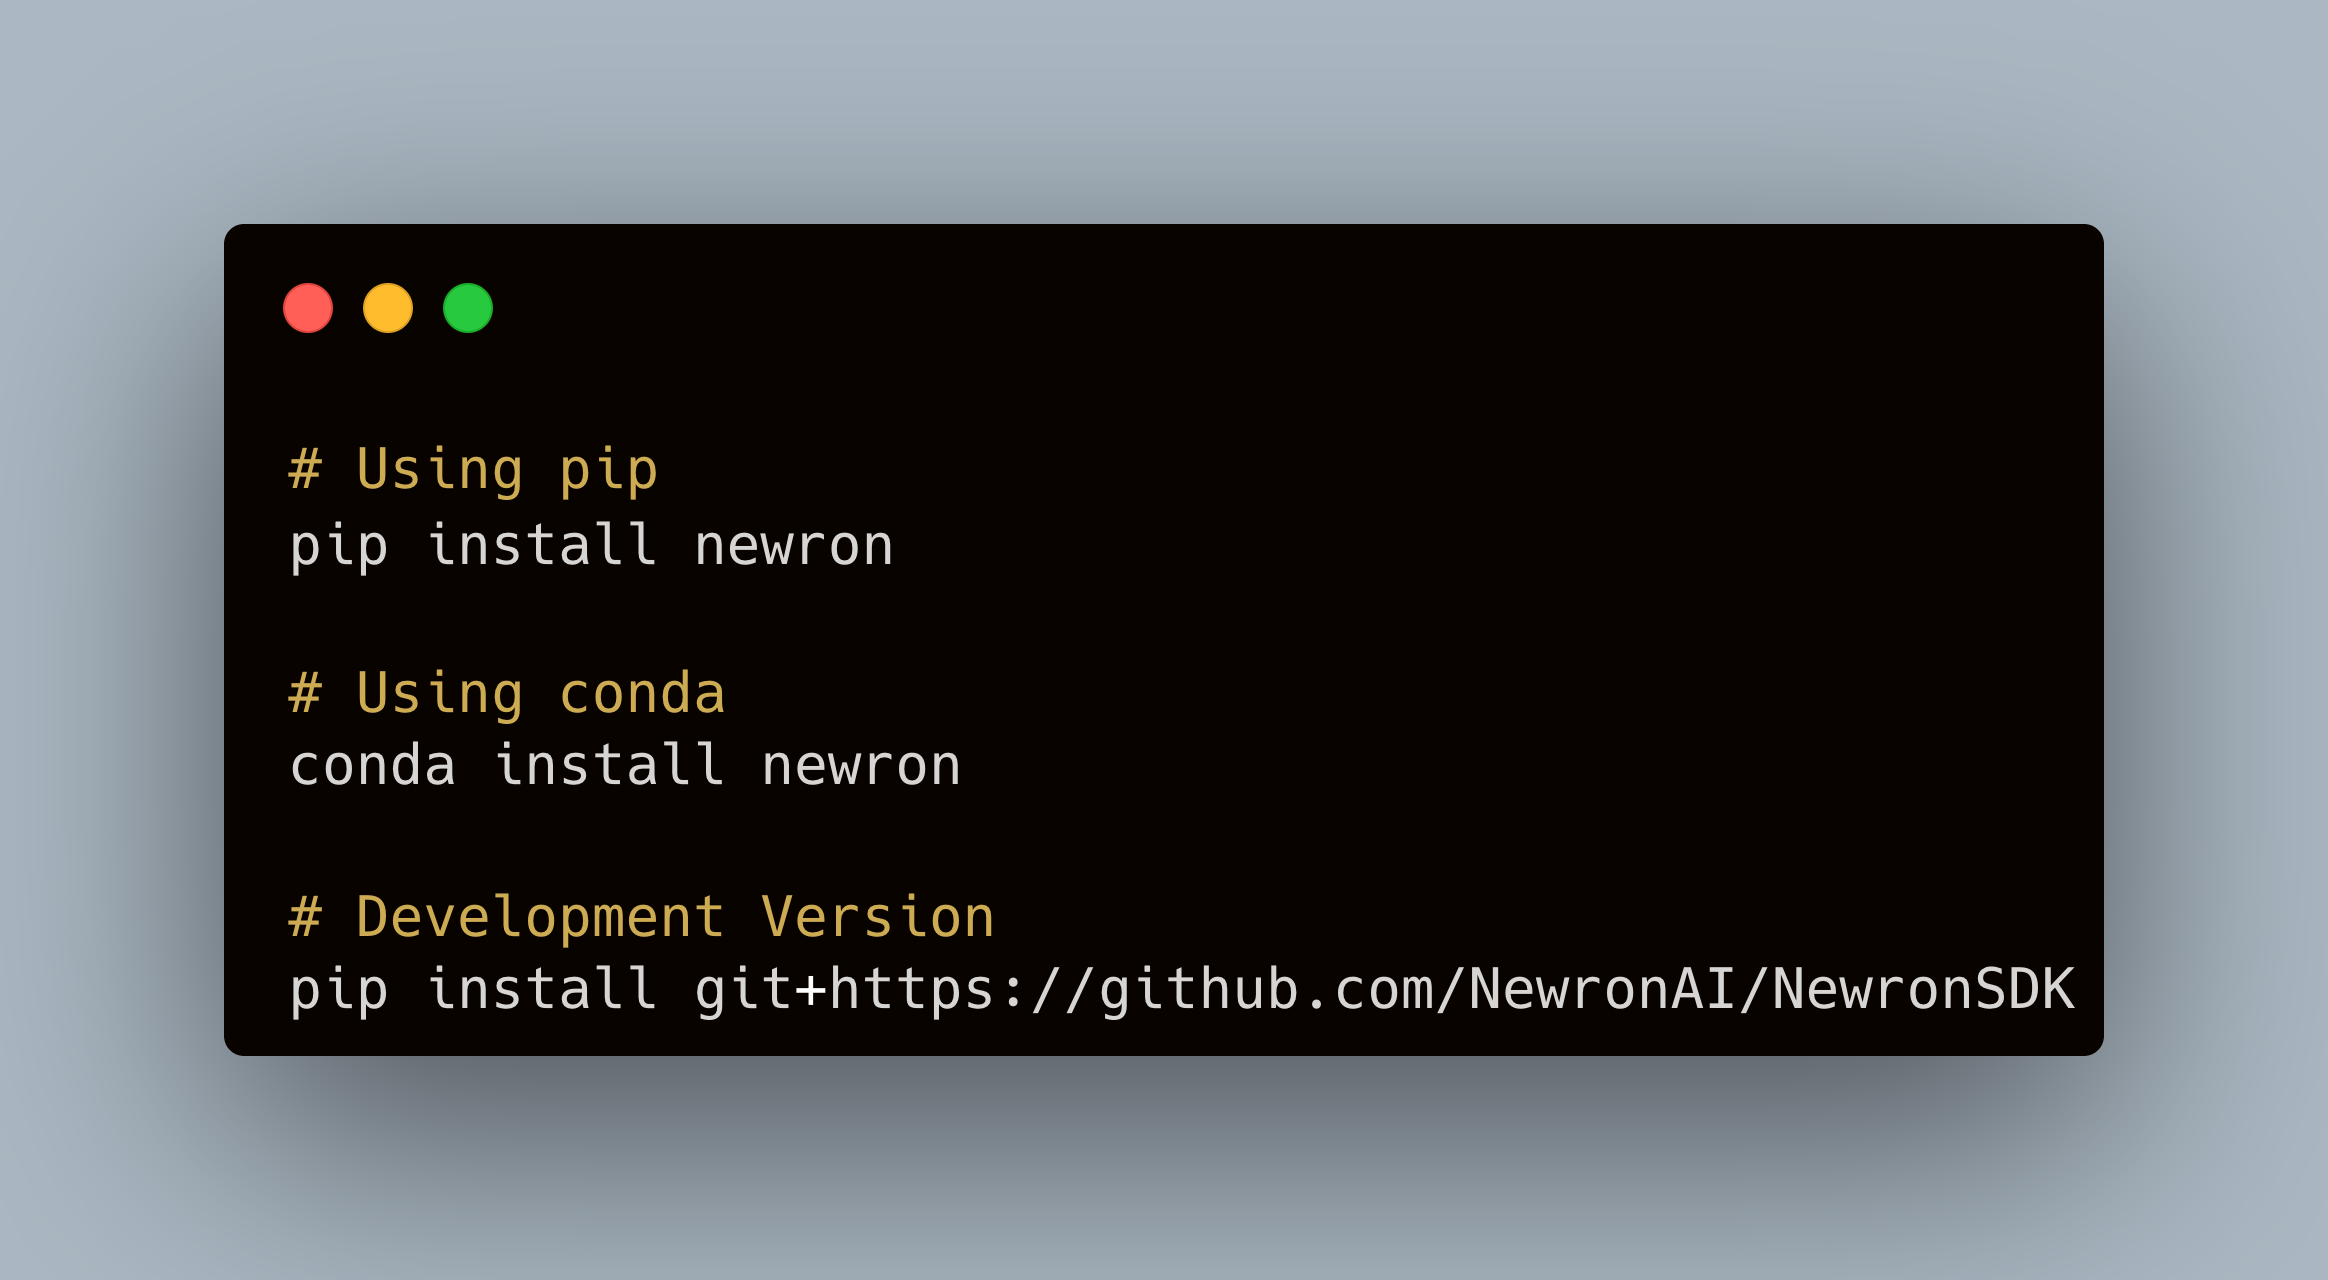 # Using pip
pip install newron
# Using conda
conda install newron
# Development Version
pip install git+https://github.com/NewronAI/NewronSDK